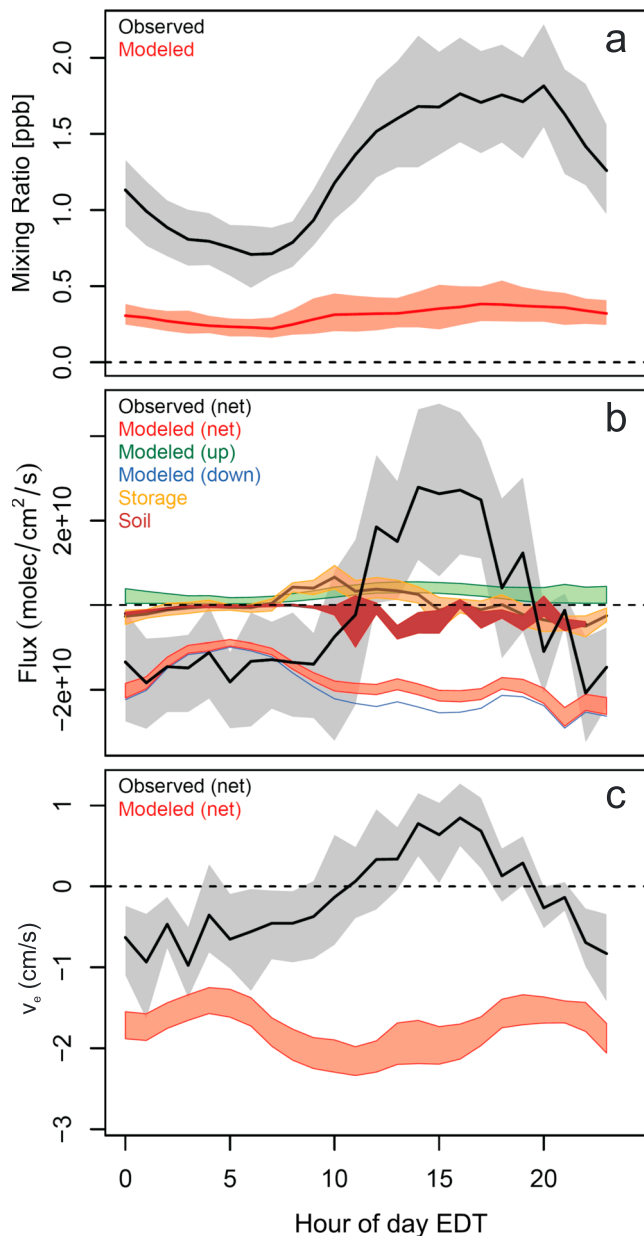 Observed
Modeled
a
Mixing Ratio [ppb]
2.0
1.5
1.0
0.5
0.0
Observed (net)
Modeled (net)
Modeled (up)
Modeled (down)
Storage
Soil
b
Flux (molec/cm²/s)
2e+10
−2e+10
Observed (net)
Modeled (net)
c
vₑ (cm/s)
1
0
−1
−2
−3
0 5 10 15 20
Hour of day EDT